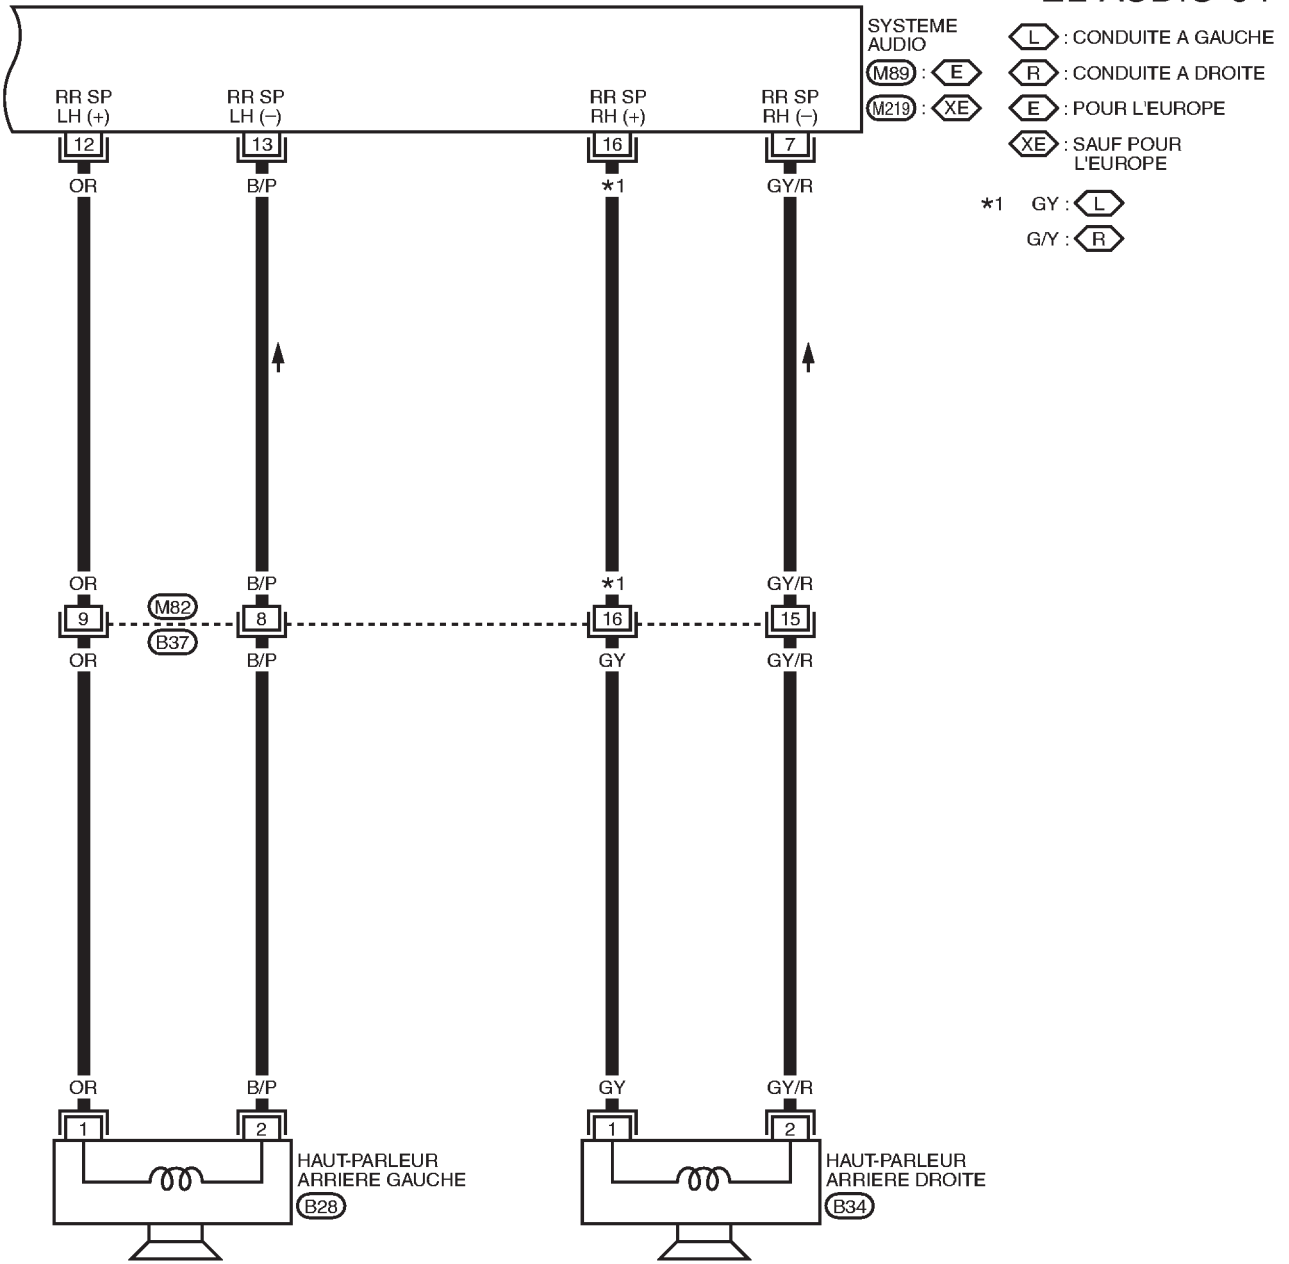 SYSTEME
AUDIO
M89 : E
M219 : XE
L : CONDUITE A GAUCHE
R : CONDUITE A DROITE
E : POUR L'EUROPE
XE : SAUF POUR
L'EUROPE
*1 GY : L
G/Y : R
RR SP RR SP RR SP RR SP
LH (+) LH (–) RH (+) RH (–)
12 13 16 7
OR B/P *1 GY/R
OR B/P *1 GY/R
M82
9 8 16 15
B37
OR B/P GY GY/R
OR B/P GY GY/R
1 2 1 2
HAUT-PARLEUR
ARRIERE GAUCHE
B28
HAUT-PARLEUR
ARRIERE DROITE
B34